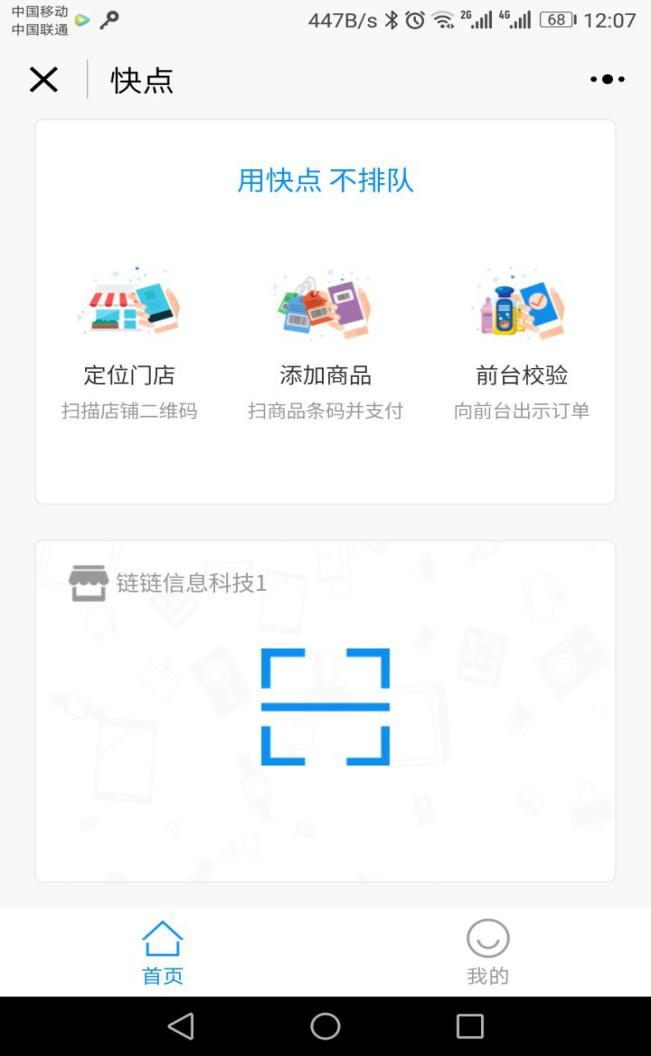 中国移动
中国联通
447B/s 2G 4G 68 12:07
快点
用快点 不排队
定位门店 添加商品 前台校验
扫描店铺二维码 扫商品条码并支付 向前台出示订单
链链信息科技1
首页 我的